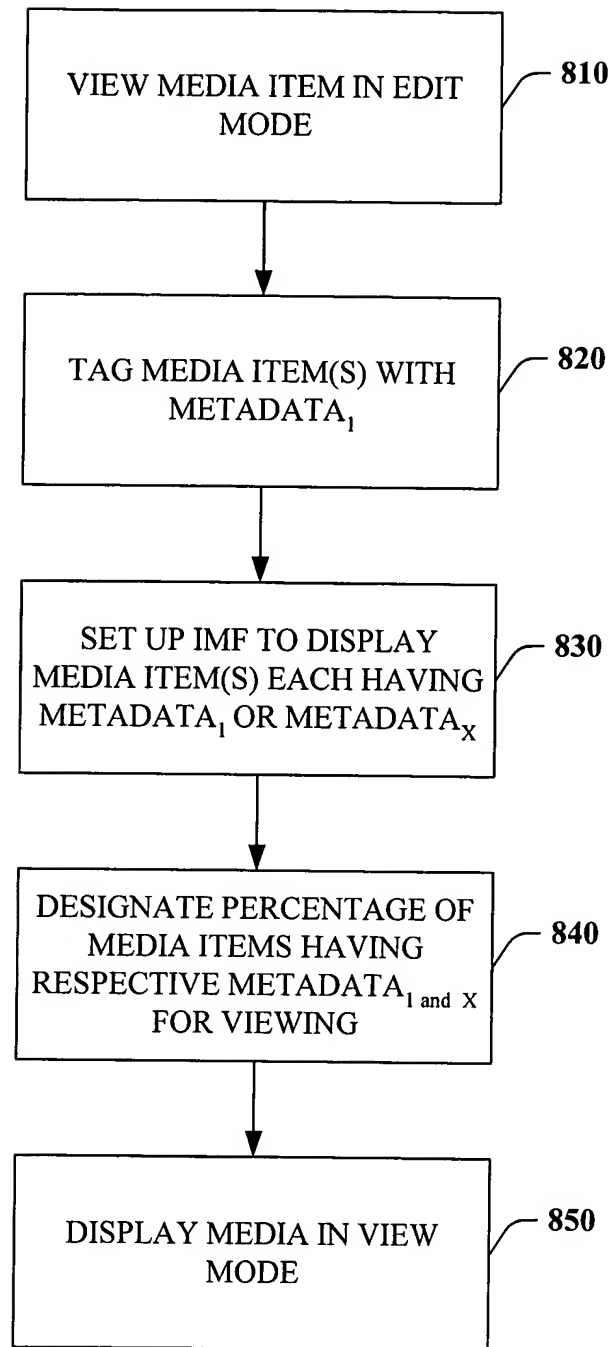 VIEW MEDIA ITEM IN EDIT
MODE
810
TAG MEDIA ITEM(S) WITH
METADATA₁
820
SET UP IMF TO DISPLAY
MEDIA ITEM(S) EACH HAVING
METADATA₁ OR METADATAX
830
DESIGNATE PERCENTAGE OF
MEDIA ITEMS HAVING
RESPECTIVE METADATA1 and X
FOR VIEWING
840
DISPLAY MEDIA IN VIEW
MODE
850